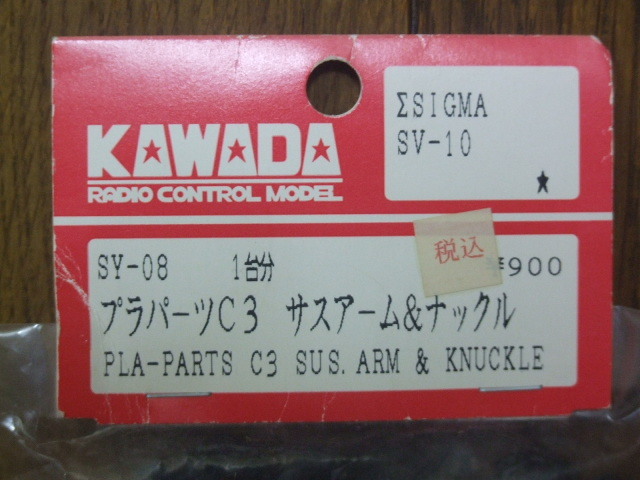 KAWADA
RADIO CONTROL MODEL
ΣSIGMA
SV-10
★
SY-08 1台分 税込 ¥900
プラパーツC3 サスアーム&ナックル
PLA-PARTS C3 SUS. ARM & KNUCKLE